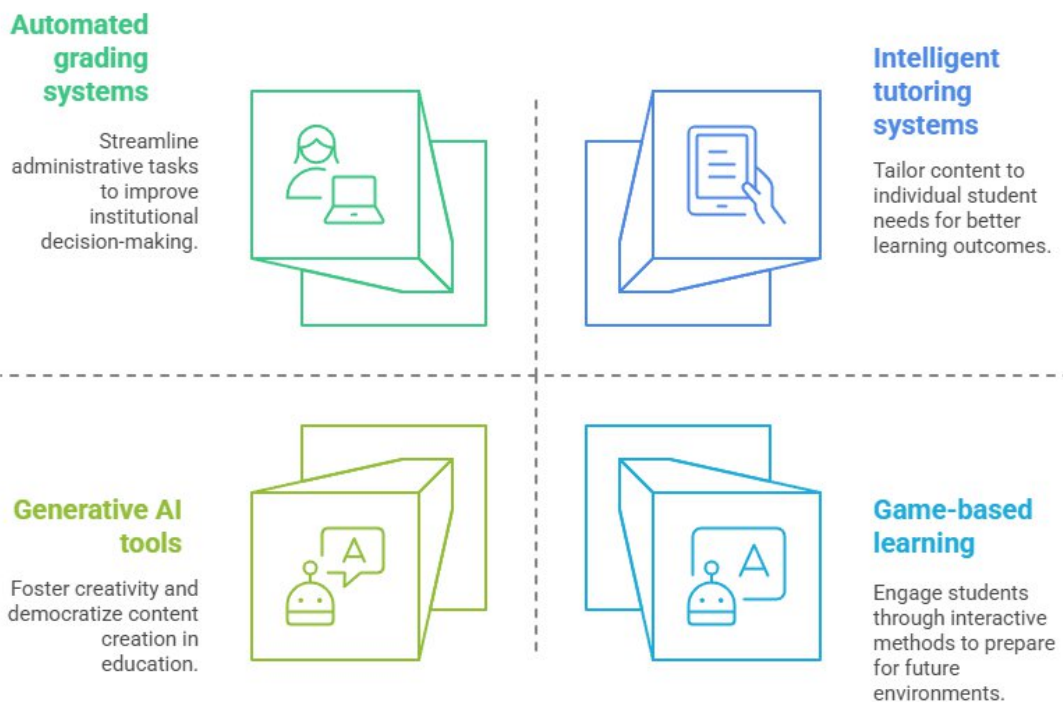 Automated
grading
systems
Streamline
administrative tasks
to improve
institutional
decision-making.
Intelligent
tutoring
systems
Tailor content to
individual student
needs for better
learning outcomes.
Generative AI
tools
Foster creativity and
democratize content
creation in
education.
A
Game-based
learning
Engage students
through interactive
methods to prepare
for future
environments.
A